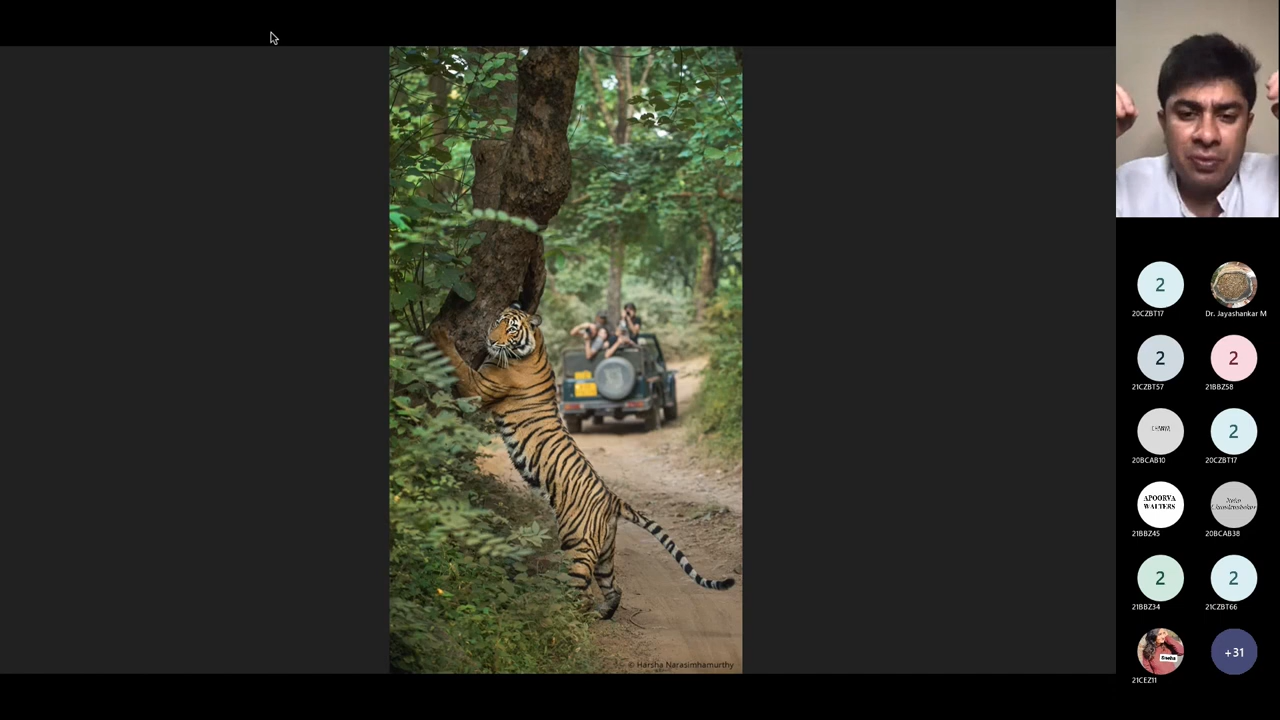 © Harsha Narasimhamurthy
2
20CZBT17
Dr. Jayashankar M
2
21CZBT57
2
21BBZ58
20BCAB10
2
20CZBT17
APOORVA
WALTERS
21BBZ45
20BCAB38
2
21BBZ34
2
21CZBT66
Sneha
21CEZ11
+31